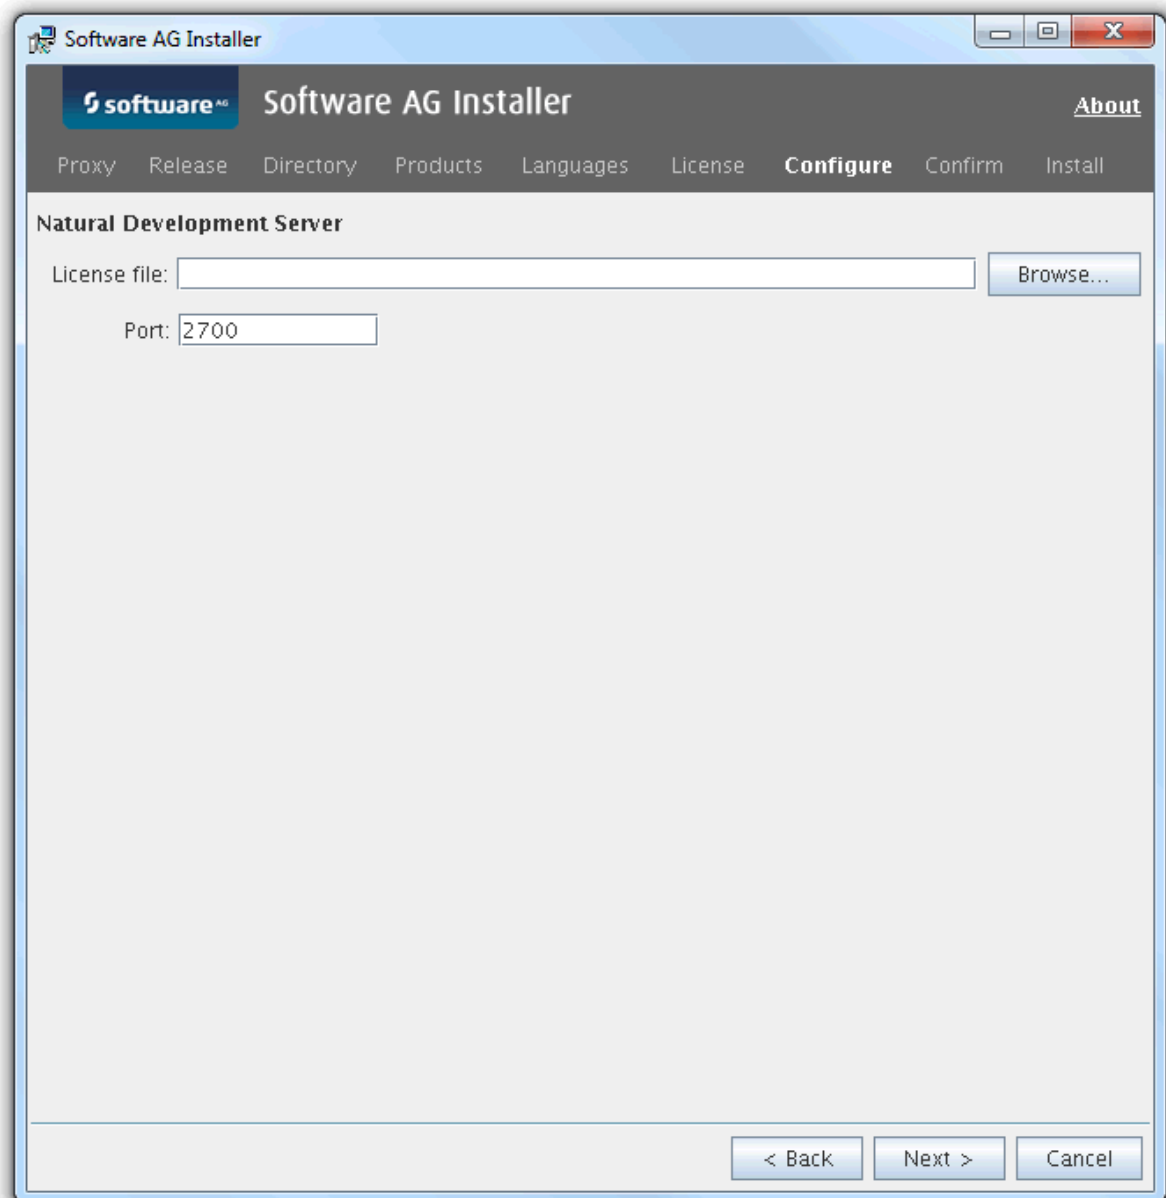 Software AG Installer
software AG Software AG Installer About
Proxy Release Directory Products Languages License Configure Confirm Install
Natural Development Server
License file: Browse...
Port: 2700
< Back Next > Cancel